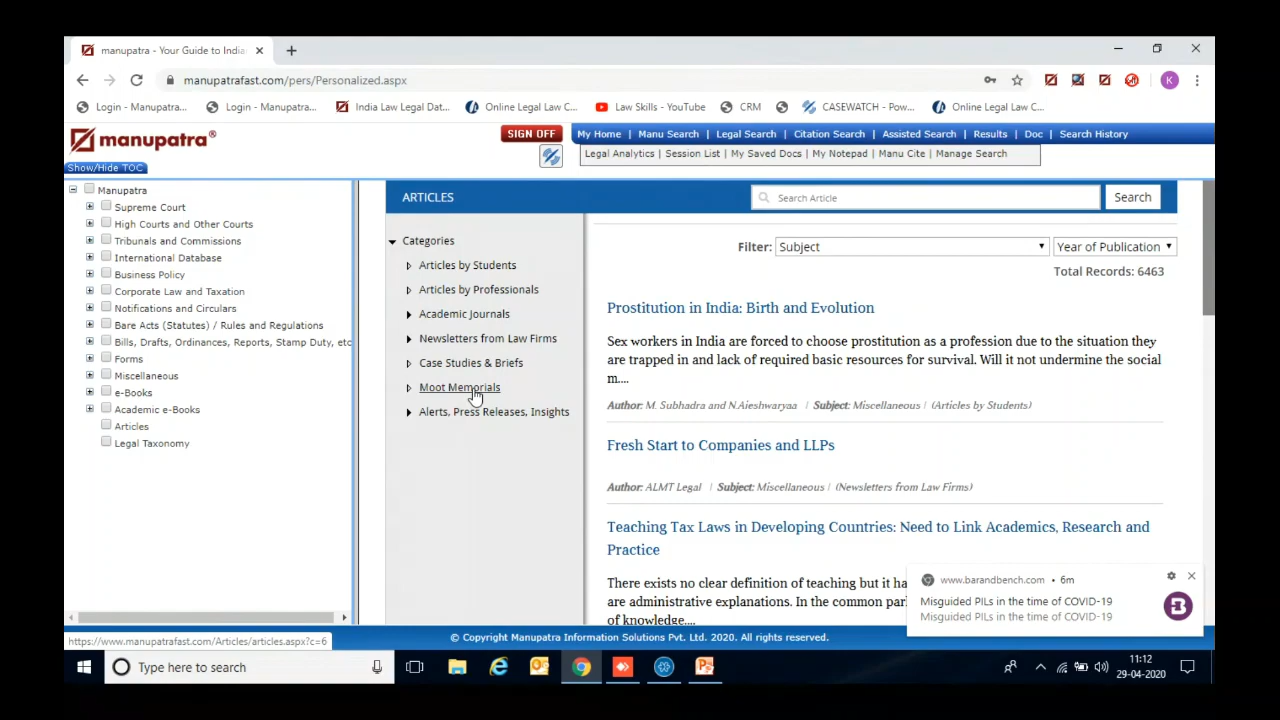 manupatra - Your Guide to India
manupatrafast.com/pers/Personalized.aspx
K
Login - Manupatra...
Login - Manupatra...
India Law Legal Dat...
Online Legal Law C...
Law Skills - YouTube
CRM
CASEWATCH - Pow...
Online Legal Law C...
manupatra®
SIGN OFF
My Home | Manu Search | Legal Search | Citation Search | Assisted Search | Results | Doc | Search History
Legal Analytics | Session List | My Saved Docs | My Notepad | Manu Cite | Manage Search
Show/Hide TOC
Manupatra
Supreme Court
High Courts and Other Courts
Tribunals and Commissions
International Database
Business Policy
Corporate Law and Taxation
Notifications and Circulars
Bare Acts (Statutes) / Rules and Regulations
Bills, Drafts, Ordinances, Reports, Stamp Duty, etc
Forms
Miscellaneous
e-Books
Academic e-Books
Articles
Legal Taxonomy
ARTICLES
Search Article
Search
Categories
Articles by Students
Articles by Professionals
Academic Journals
Newsletters from Law Firms
Case Studies & Briefs
Moot Memorials
Alerts, Press Releases, Insights
Filter: Subject
Year of Publication
Total Records: 6463
Prostitution in India: Birth and Evolution
Sex workers in India are forced to choose prostitution as a profession due to the situation they
are trapped in and lack of required basic resources for survival. Will it not undermine the social
m....
Author: M. Subhadra and N.Aieshwaryaa | Subject: Miscellaneous | (Articles by Students)
Fresh Start to Companies and LLPs
Author: ALMT Legal | Subject: Miscellaneous | (Newsletters from Law Firms)
Teaching Tax Laws in Developing Countries: Need to Link Academics, Research and
Practice
There exists no clear definition of teaching but it ha
are administrative explanations. In the common par
of knowledge....
www.barandbench.com • 6m
Misguided PILs in the time of COVID-19
Misguided PILs in the time of COVID-19
B
https://www.manupatrafast.com/Articles/articles.aspx?c=6
© Copyright Manupatra Information Solutions Pvt. Ltd. 2020. All rights reserved.
Type here to search
11:12
29-04-2020